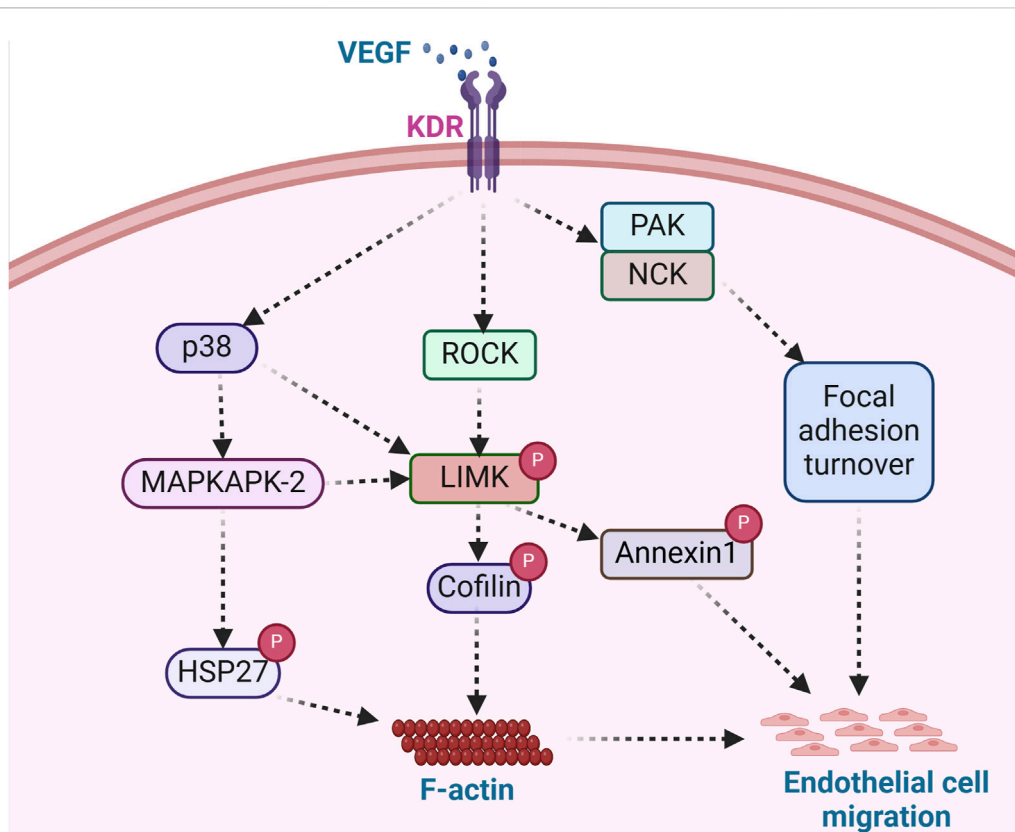 VEGF
KDR
PAK
NCK
p38
ROCK
Focal
adhesion
turnover
MAPKAPK-2
LIMK
P
Annexin1
P
Cofilin
P
HSP27
P
F-actin
Endothelial cell
migration